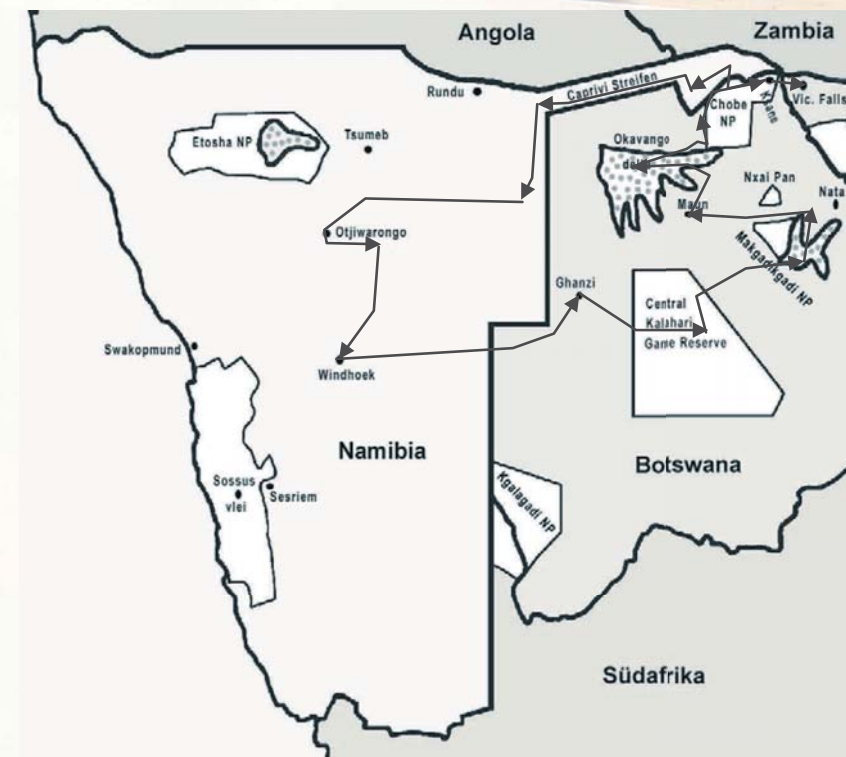 Angola
Zambia
Rundu
Caprivi Streifen
Kasane
Vic. Falls
Chobe
NP
Etosha NP
Tsumeb
Okavango
delta
Nxai Pan
Nata
Maun
Otjiwarongo
Makgadikgadi NP
Ghanzi
Central
Kalahari
Game Reserve
Swakopmund
Windhoek
Namibia
Botswana
Sossus
vlei
Sesriem
Kgalagadi NP
Südafrika